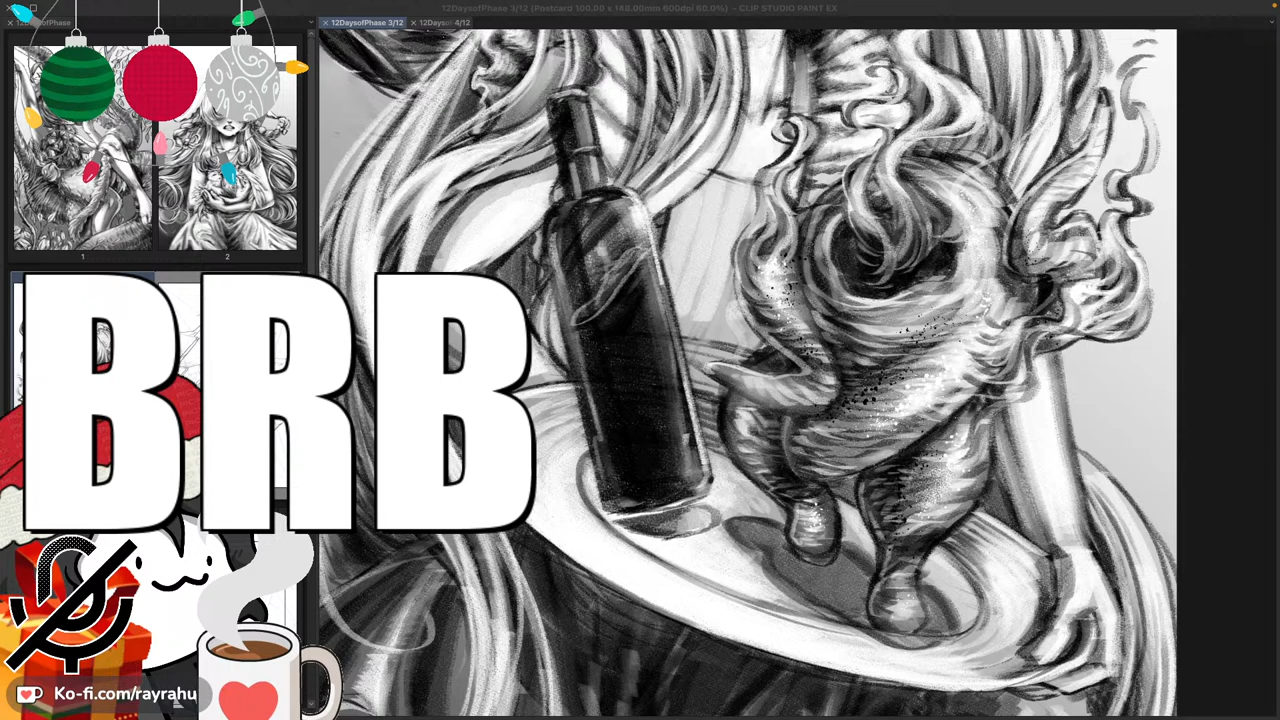 12DaysofPhase 3/12 (Postcard 100.00 x 148.00mm 600dpi 60.0%) - CLIP STUDIO PAINT EX
12DaysofPhase
12DaysofPhase 3/12
12Daysof 4/12
1
2
BRB
Ko-fi.com/rayrahu